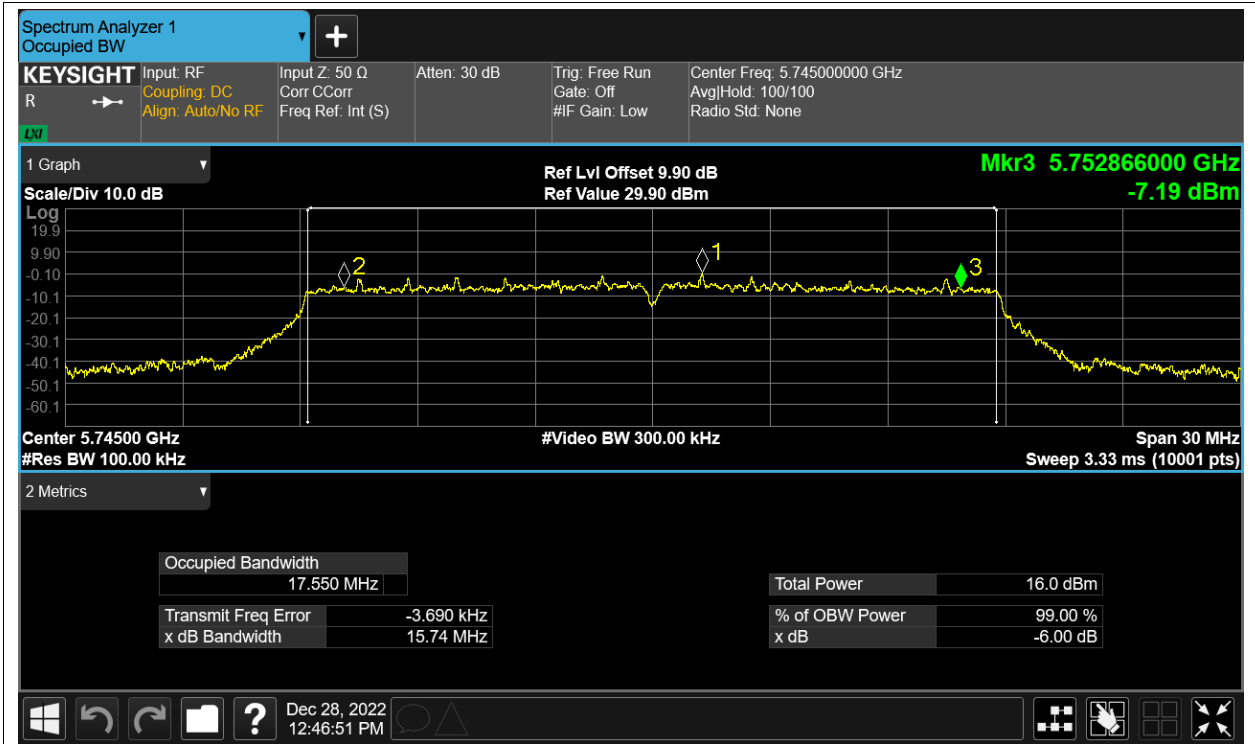 Spectrum Analyzer 1
Occupied BW
KEYSIGHT
R
LXI
Input: RF
Coupling: DC
Align: Auto/No RF
Input Z: 50 Ω
Corr CCorr
Freq Ref: Int (S)
Atten: 30 dB
Trig: Free Run
Gate: Off
#IF Gain: Low
Center Freq: 5.745000000 GHz
Avg|Hold: 100/100
Radio Std: None
1 Graph
Scale/Div 10.0 dB
Ref Lvl Offset 9.90 dB
Ref Value 29.90 dBm
Mkr3 5.752866000 GHz
-7.19 dBm
Log
19.9
9.90
-0.10
-10.1
-20.1
-30.1
-40.1
-50.1
-60.1
2
1
3
Center 5.74500 GHz
#Res BW 100.00 kHz
#Video BW 300.00 kHz
Span 30 MHz
Sweep 3.33 ms (10001 pts)
2 Metrics
Occupied Bandwidth
17.550 MHz
Transmit Freq Error -3.690 kHz
x dB Bandwidth 15.74 MHz
Total Power 16.0 dBm
% of OBW Power 99.00 %
x dB -6.00 dB
?
Dec 28, 2022
12:46:51 PM